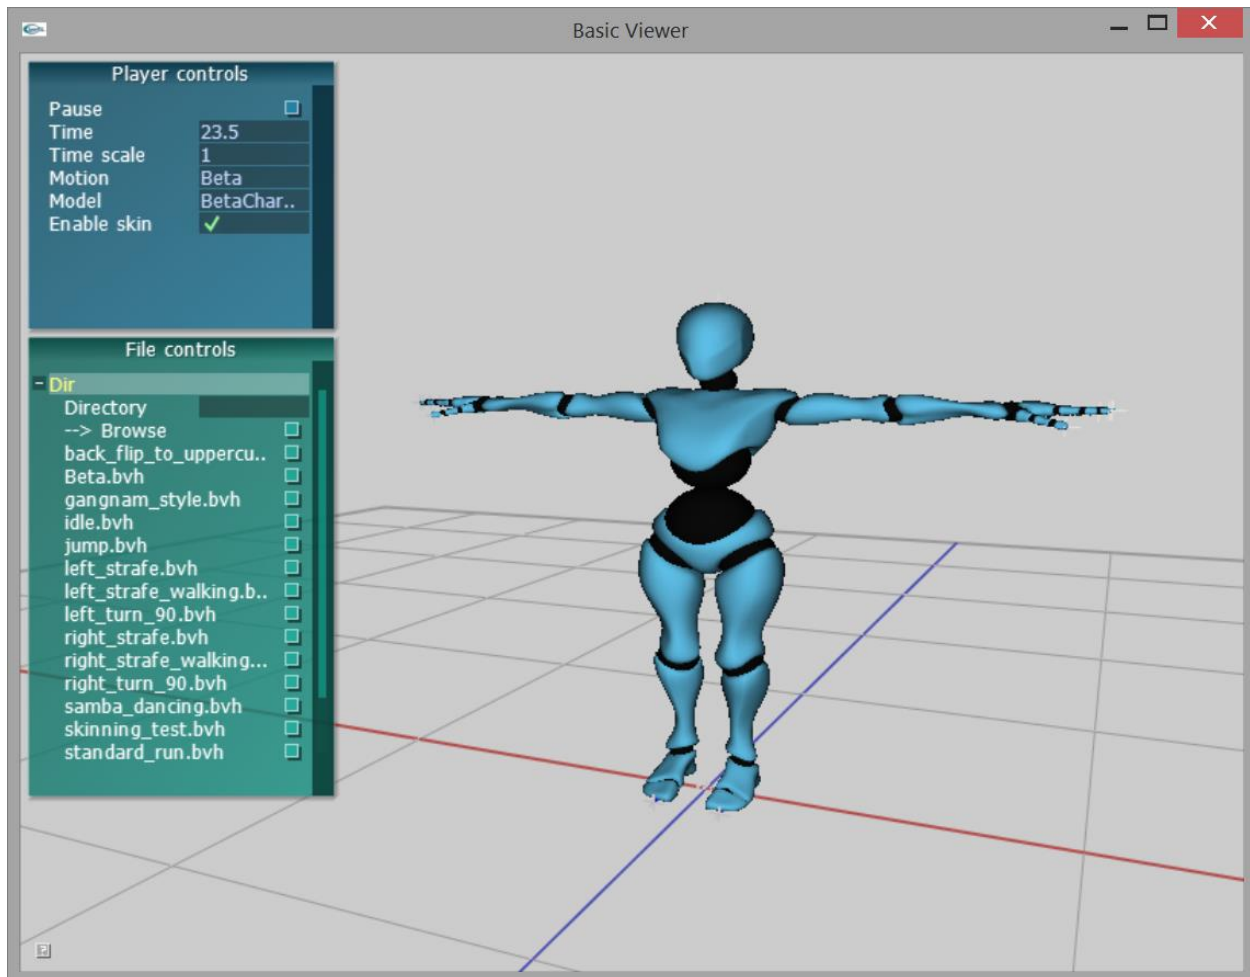 Basic Viewer
Player controls
Pause
Time 23.5
Time scale 1
Motion Beta
Model BetaChar..
Enable skin
File controls
Dir
Directory
--> Browse
back_flip_to_uppercu..
Beta.bvh
gangnam_style.bvh
idle.bvh
jump.bvh
left_strafe.bvh
left_strafe_walking.b..
left_turn_90.bvh
right_strafe.bvh
right_strafe_walking...
right_turn_90.bvh
samba_dancing.bvh
skinning_test.bvh
standard_run.bvh